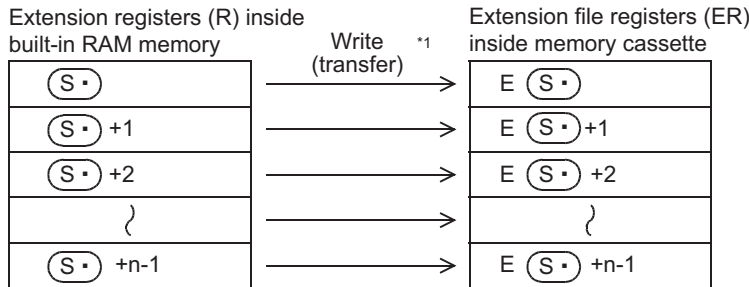 Extension registers (R) inside
built-in RAM memory
Write *1
(transfer)
Extension file registers (ER)
inside memory cassette
S・ E S・
S・ +1 E S・ +1
S・ +2 E S・ +2
S・ +n-1 E S・ +n-1